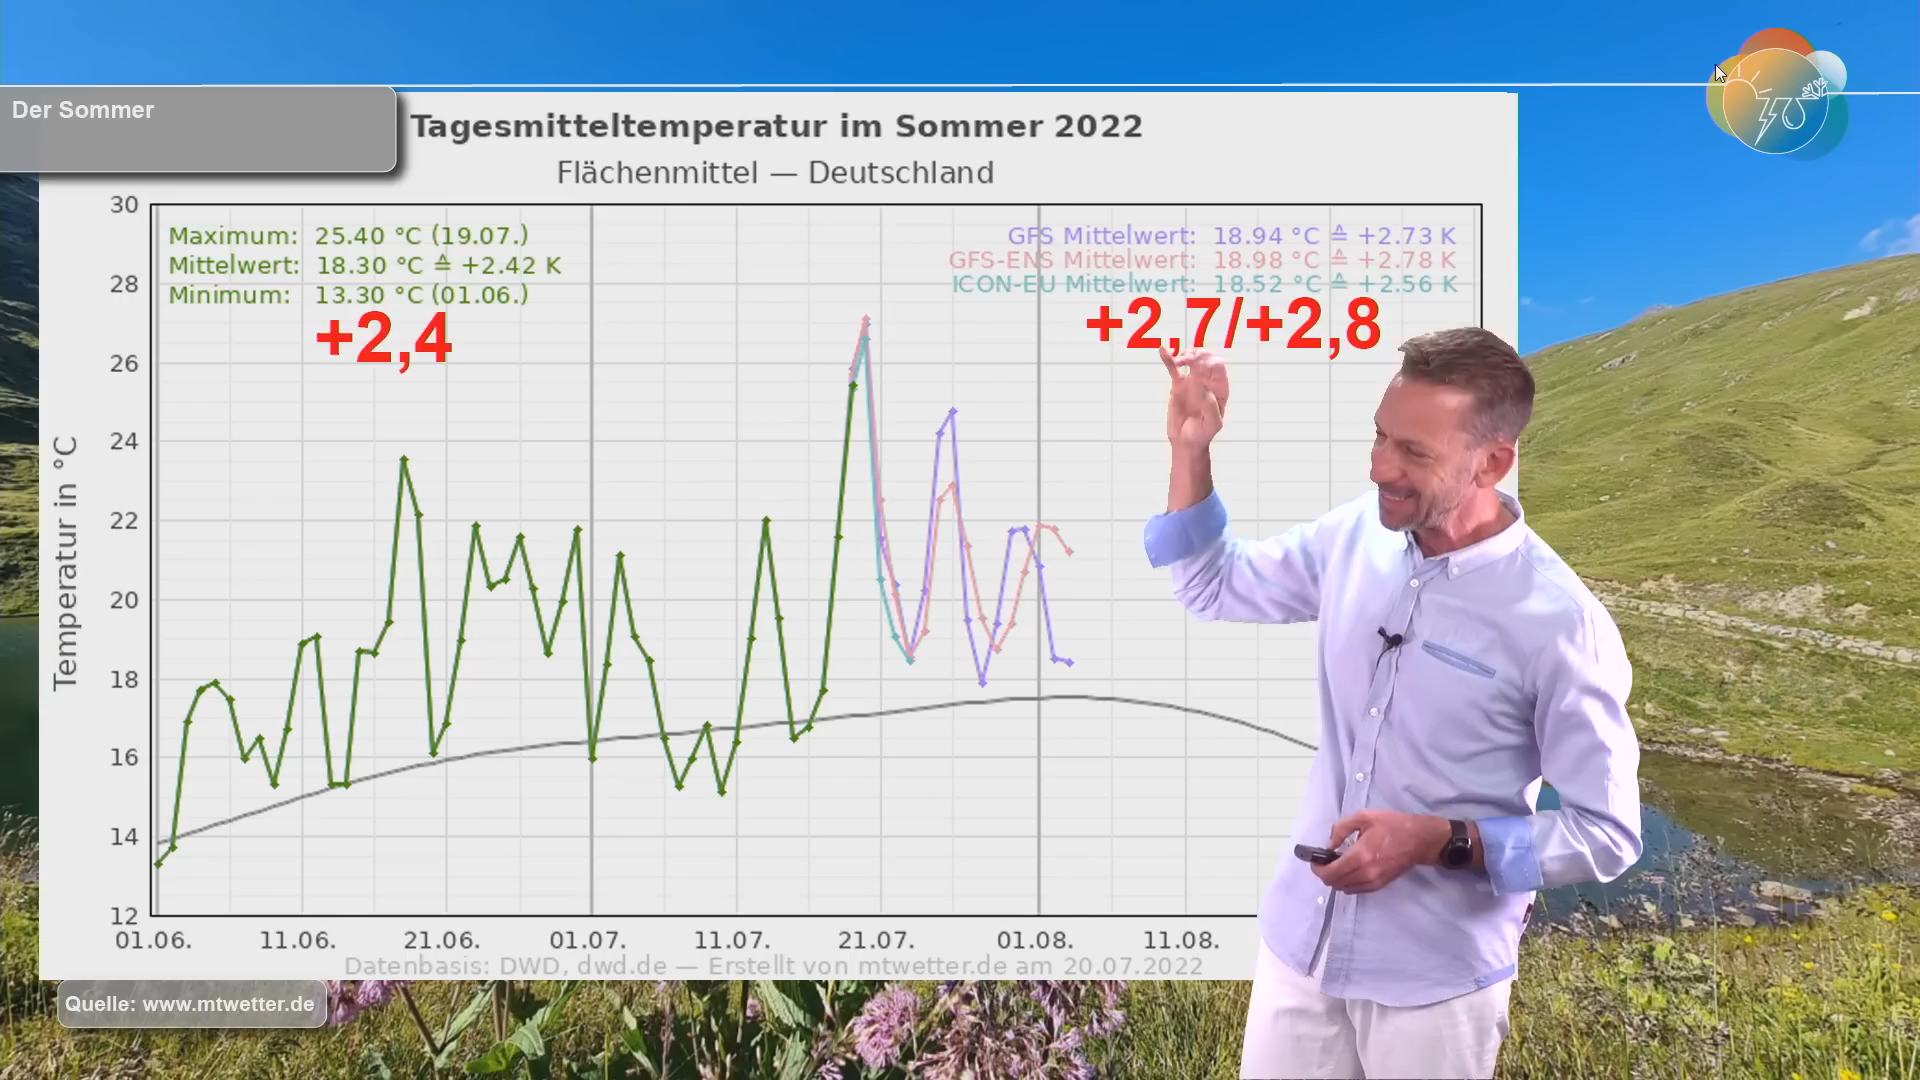 Der Sommer
Tagesmitteltemperatur im Sommer 2022
Flächenmittel — Deutschland
Maximum: 25.40 °C (19.07.)
Mittelwert: 18.30 °C ≙ +2.42 K
Minimum: 13.30 °C (01.06.)
+2,4
GFS Mittelwert: 18.94 °C ≙ +2.73 K
GFS-ENS Mittelwert: 18.98 °C ≙ +2.78 K
ICON-EU Mittelwert: 18.52 °C ≙ +2.56 K
+2,7/+2,8
Temperatur in °C
30
28
26
24
22
20
18
16
14
12
01.06. 11.06. 21.06. 01.07. 11.07. 21.07. 01.08. 11.08.
Datenbasis: DWD, dwd.de — Erstellt von mtwetter.de am 20.07.2022
Quelle: www.mtwetter.de